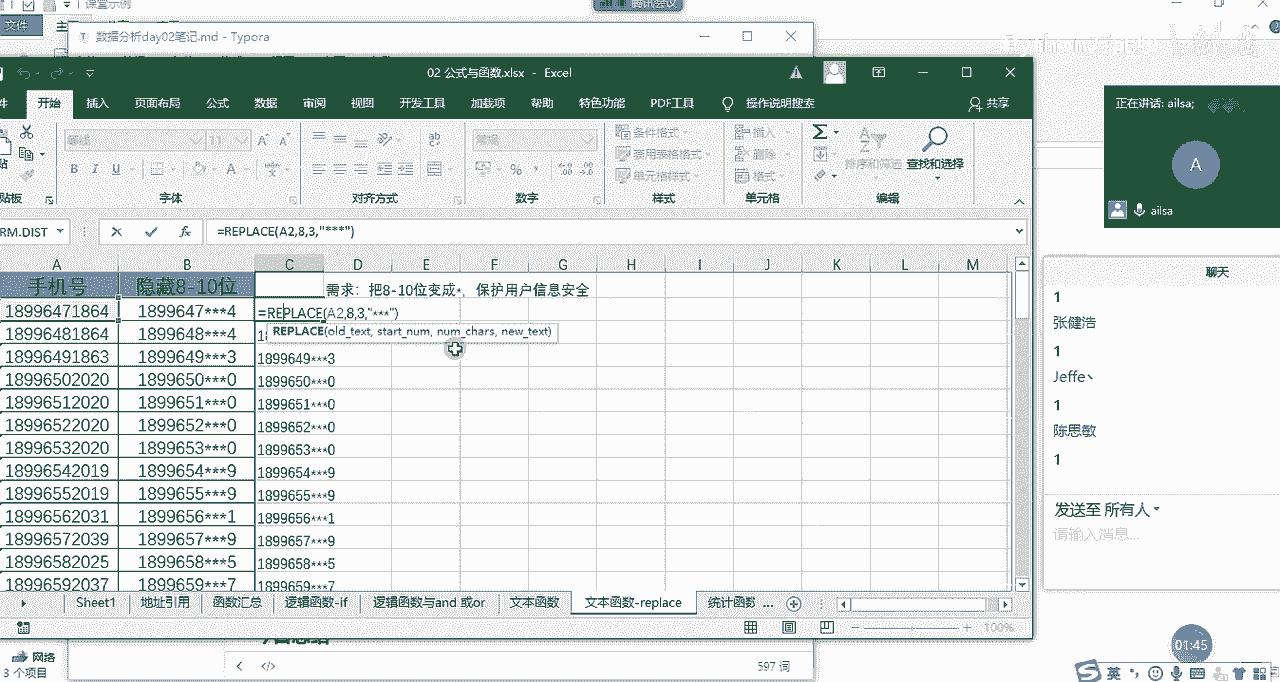 课堂示例
腾讯会议
文件
数据分析day02笔记.md - Typora
02 公式与函数.xlsx - Excel
开始 插入 页面布局 公式 数据 审阅 视图 开发工具 加载项 帮助 特色功能 PDF工具 操作说明搜索 共享
等线 11 常规 条件格式 套用表格格式 单元格样式 插入 删除 格式 排序和筛选 查找和选择
贴板 字体 对齐方式 数字 样式 单元格 编辑
RM.DIST =REPLACE(A2,8,3,"***")
A B C D E F G H I J K L M
手机号 隐藏8-10位 需求：把8-10位变成*，保护用户信息安全
18996471864 1899647***4 =REPLACE(A2,8,3,"***")
REPLACE(old_text, start_num, num_chars, new_text)
18996481864 1899648***4
18996491863 1899649***3 1899649***3
18996502020 1899650***0 1899650***0
18996512020 1899651***0 1899651***0
18996522020 1899652***0 1899652***0
18996532020 1899653***0 1899653***0
18996542019 1899654***9 1899654***9
18996552019 1899655***9 1899655***9
18996562031 1899656***1 1899656***1
18996572039 1899657***9 1899657***9
18996582025 1899658***5 1899658***5
18996592037 1899659***7 1899659***7
Sheet1 地址引用 函数汇总 逻辑函数-if 逻辑函数与and 或or 文本函数 文本函数-replace 统计函数 ...
100%
网络
3 个项目
597 词
正在讲话: ailsa;
A
ailsa
聊天
1
张健浩
1
Jeffe丶
1
陈思敏
1
发送至 所有人
请输入消息...
01:45
英